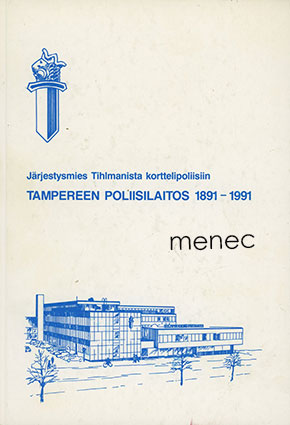 Järjestysmies Tihlmanista korttelipoliisiin
TAMPEREEN POLIISILAITOS 1891 – 1991
menec